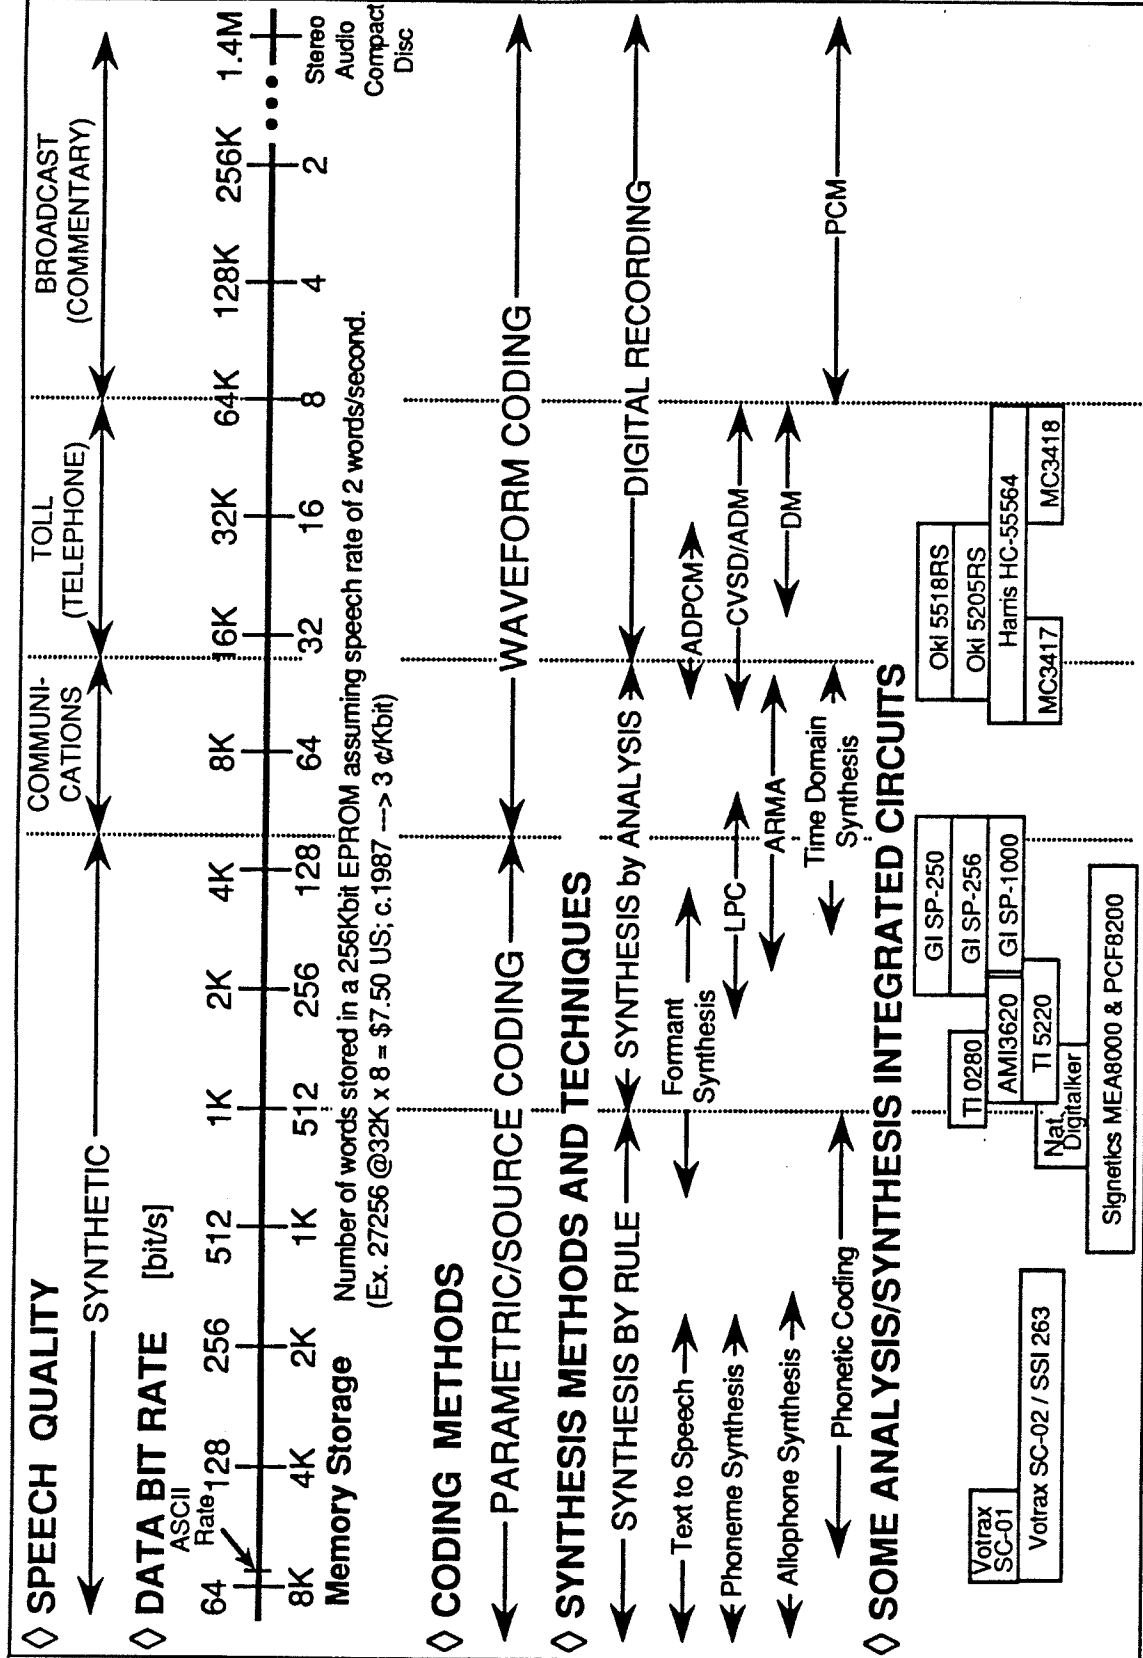 ◇ SPEECH QUALITY
SYNTHETIC
COMMUNI-
CATIONS
TOLL
(TELEPHONE)
BROADCAST
(COMMENTARY)
◇ DATA BIT RATE [bit/s]
ASCII
Rate
64 128 256 512 1K 2K 4K 8K 16K 32K 64K 128K 256K 1.4M
8K 4K 2K 1K 512 256 128 64 32 16 8 4 2
Stereo
Audio
Compact
Disc
Memory Storage
Number of words stored in a 256Kbit EPROM assuming speech rate of 2 words/second.
(Ex. 27256 @32K x 8 = $7.50 US; c.1987 ---> 3 ¢/Kbit)
◇ CODING METHODS
PARAMETRIC/SOURCE CODING
WAVEFORM CODING
◇ SYNTHESIS METHODS AND TECHNIQUES
SYNTHESIS BY RULE
SYNTHESIS by ANALYSIS
DIGITAL RECORDING
Text to Speech
Formant
Synthesis
ADPCM
Phoneme Synthesis
LPC
CVSD/ADM
Allophone Synthesis
ARMA
DM
Phonetic Coding
Time Domain
Synthesis
PCM
◇ SOME ANALYSIS/SYNTHESIS INTEGRATED CIRCUITS
Votrax
SC-01
Votrax SC-02 / SSI 263
TI 0280
AMI3620
TI 5220
Nat.
Digitalker
Signetics MEA8000 & PCF8200
GI SP-250
GI SP-256
GI SP-1000
Oki 5518RS
Oki 5205RS
Harris HC-55564
MC3417
MC3418